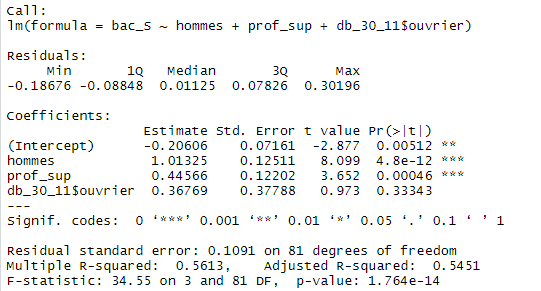 Call:
lm(formula = bac_S ~ hommes + prof_sup + db_30_11$ouvrier)
Residuals:
Min 1Q Median 3Q Max
-0.18676 -0.08848 0.01125 0.07826 0.30196
Coefficients:
Estimate Std. Error t value Pr(>|t|)
(Intercept) -0.20606 0.07161 -2.877 0.00512 **
hommes 1.01325 0.12511 8.099 4.8e-12 ***
prof_sup 0.44566 0.12202 3.652 0.00046 ***
db_30_11$ouvrier 0.36769 0.37788 0.973 0.33343
---
Signif. codes: 0 ‘***’ 0.001 ‘**’ 0.01 ‘*’ 0.05 ‘.’ 0.1 ‘ ’ 1
Residual standard error: 0.1091 on 81 degrees of freedom
Multiple R-squared: 0.5613, Adjusted R-squared: 0.5451
F-statistic: 34.55 on 3 and 81 DF, p-value: 1.764e-14